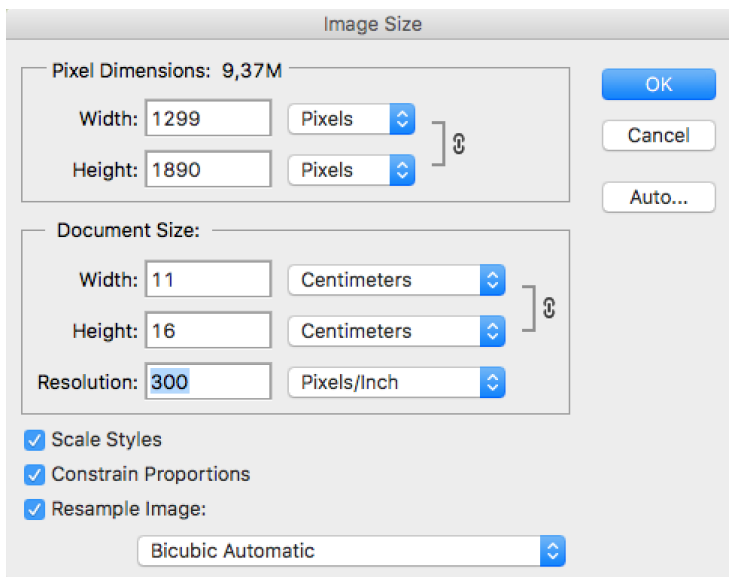 Image Size
Pixel Dimensions: 9,37M
Width: 1299 Pixels
Height: 1890 Pixels
OK
Cancel
Auto...
Document Size:
Width: 11 Centimeters
Height: 16 Centimeters
Resolution: 300 Pixels/Inch
Scale Styles
Constrain Proportions
Resample Image:
Bicubic Automatic